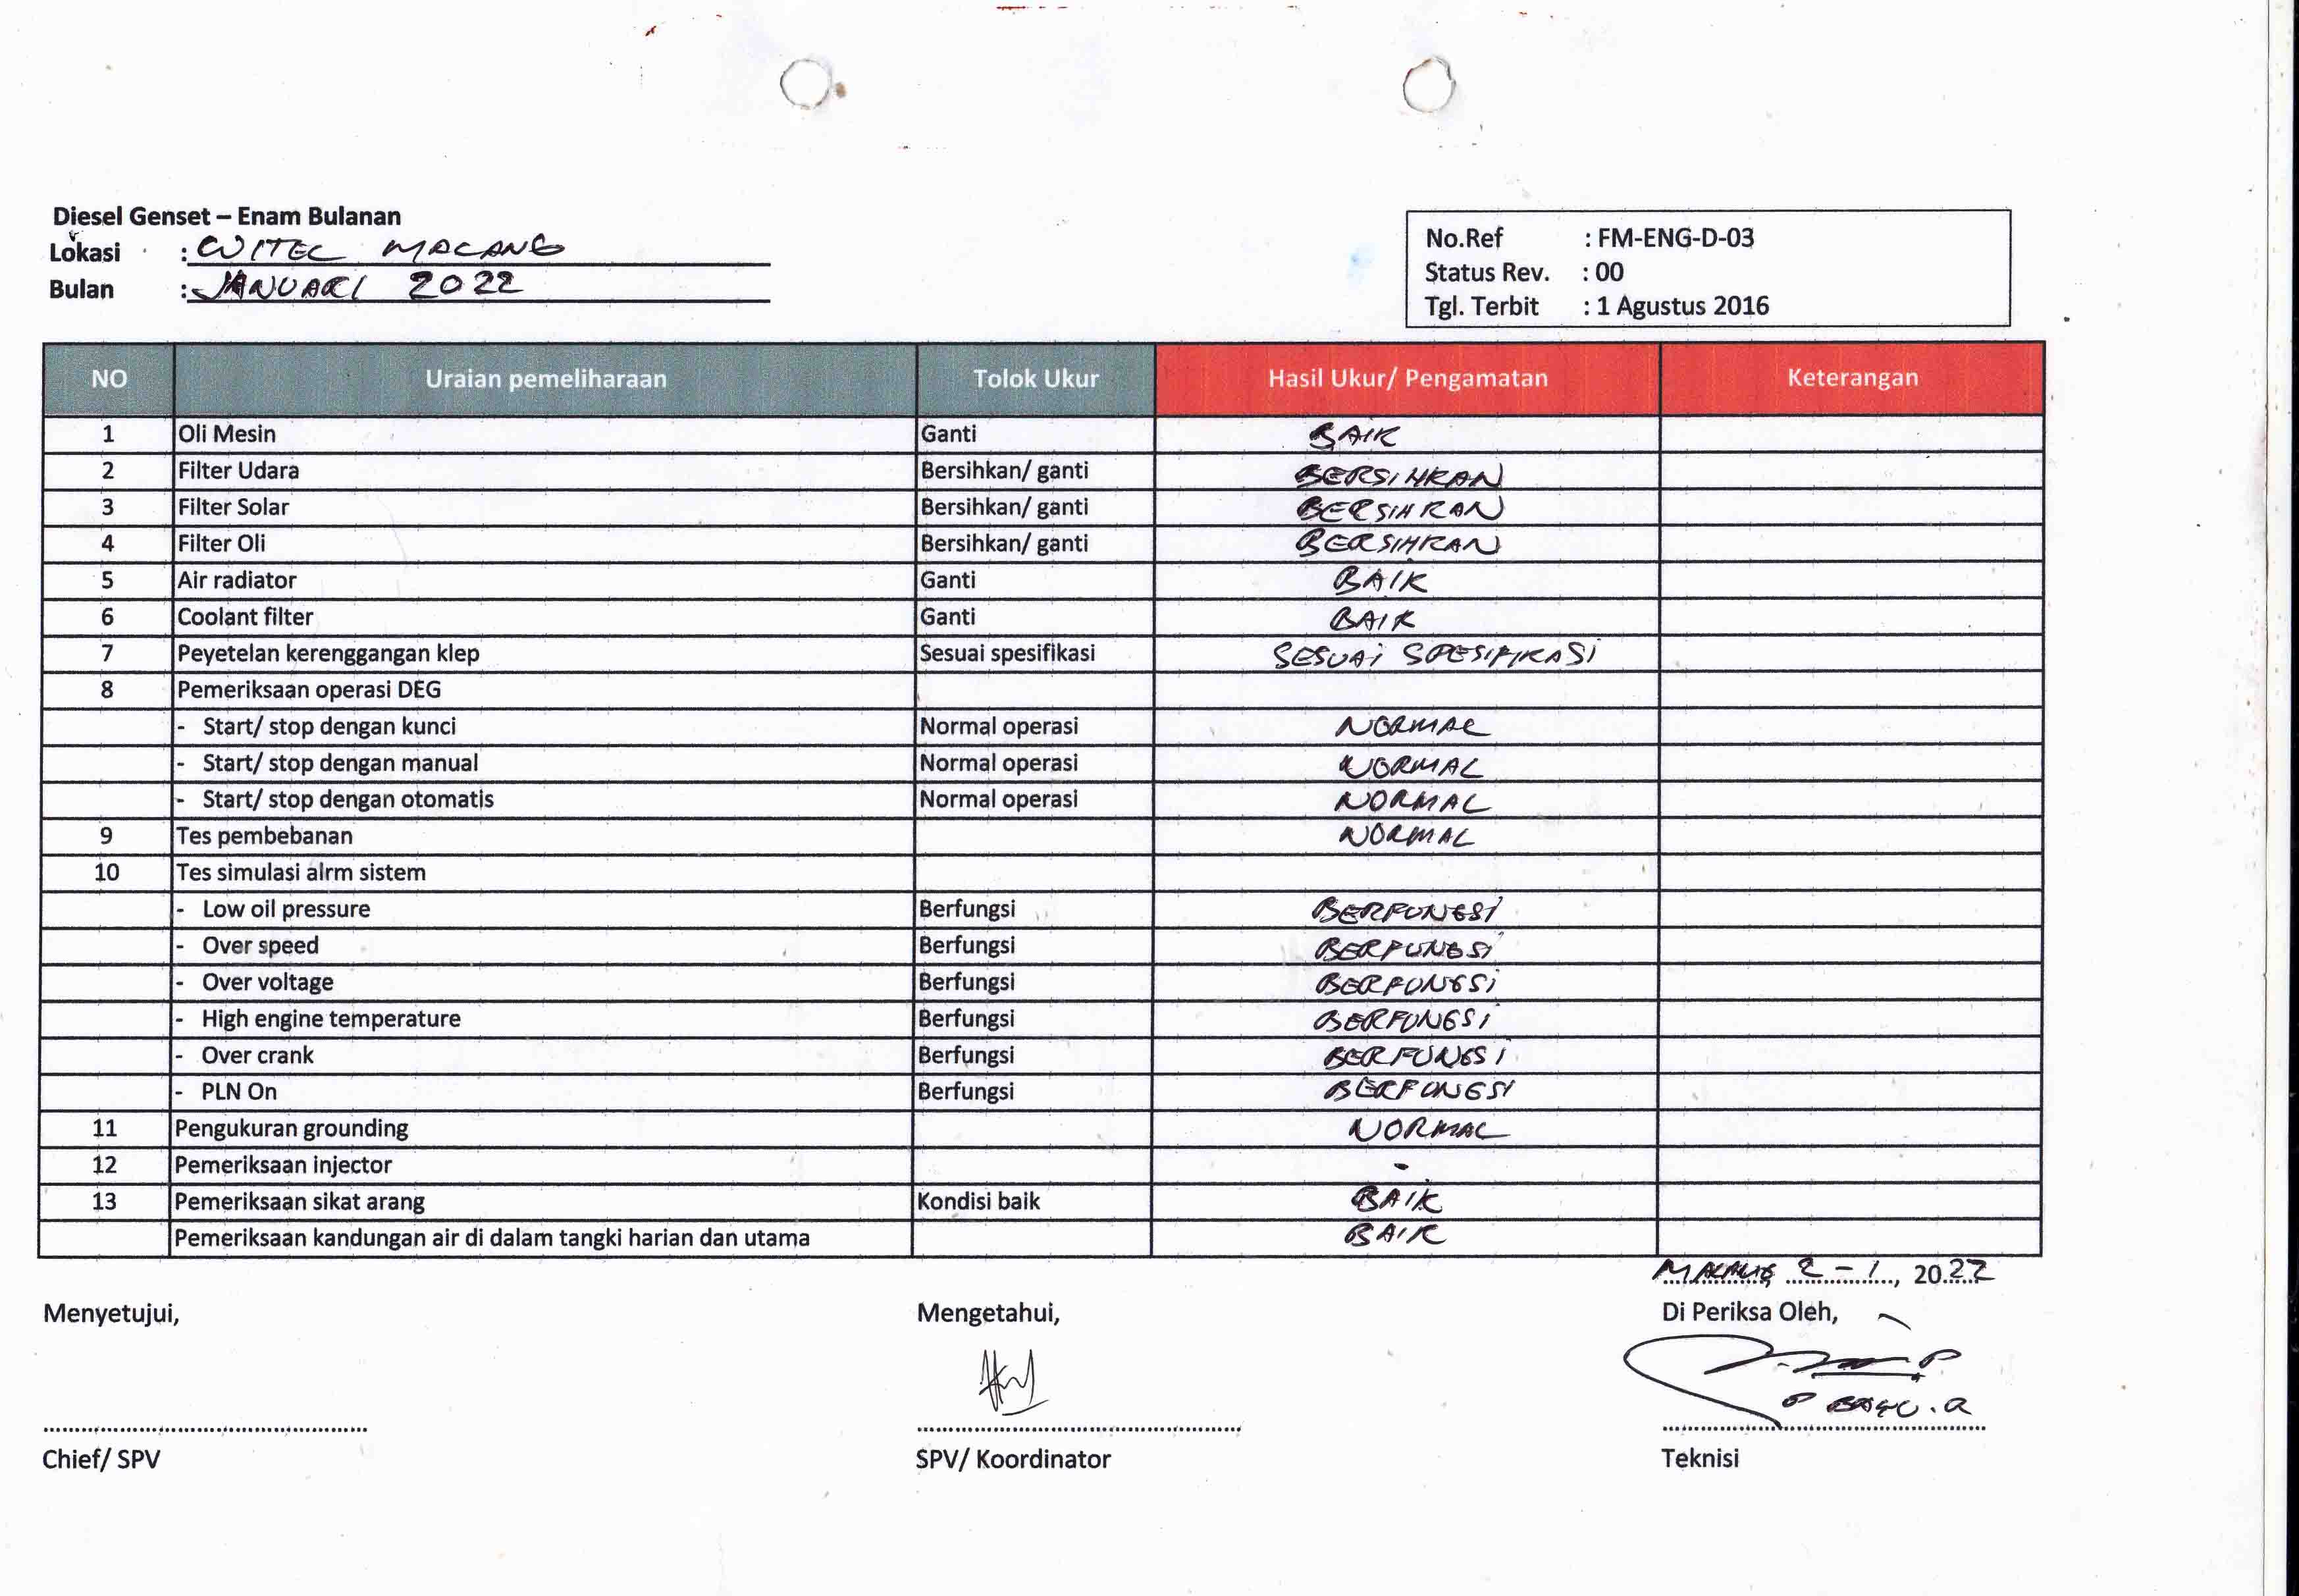 Diesel Genset – Enam Bulanan
Lokasi : WITEL MALANG
Bulan : JANUARI 2022
No.Ref : FM-ENG-D-03
Status Rev. : 00
Tgl. Terbit : 1 Agustus 2016
NO Uraian pemeliharaan Tolok Ukur Hasil Ukur/ Pengamatan Keterangan
1 Oli Mesin Ganti BAIK
2 Filter Udara Bersihkan/ ganti BERSIHKAN
3 Filter Solar Bersihkan/ ganti BERSIHKAN
4 Filter Oli Bersihkan/ ganti BERSIHKAN
5 Air radiator Ganti BAIK
6 Coolant filter Ganti BAIK
7 Peyetelan kerenggangan klep Sesuai spesifikasi SESUAI SPESIFIKASI
8 Pemeriksaan operasi DEG
- Start/ stop dengan kunci Normal operasi NORMAL
- Start/ stop dengan manual Normal operasi NORMAL
- Start/ stop dengan otomatis Normal operasi NORMAL
9 Tes pembebanan NORMAL
10 Tes simulasi alrm sistem
- Low oil pressure Berfungsi BERFUNGSI
- Over speed Berfungsi BERFUNGSI
- Over voltage Berfungsi BERFUNGSI
- High engine temperature Berfungsi BERFUNGSI
- Over crank Berfungsi BERFUNGSI
- PLN On Berfungsi BERFUNGSI
11 Pengukuran grounding NORMAL
12 Pemeriksaan injector -
13 Pemeriksaan sikat arang Kondisi baik BAIK
Pemeriksaan kandungan air di dalam tangki harian dan utama BAIK
MALANG 2 - 1, 2022
Menyetujui, Mengetahui, Di Periksa Oleh,
Chief/ SPV SPV/ Koordinator Teknisi